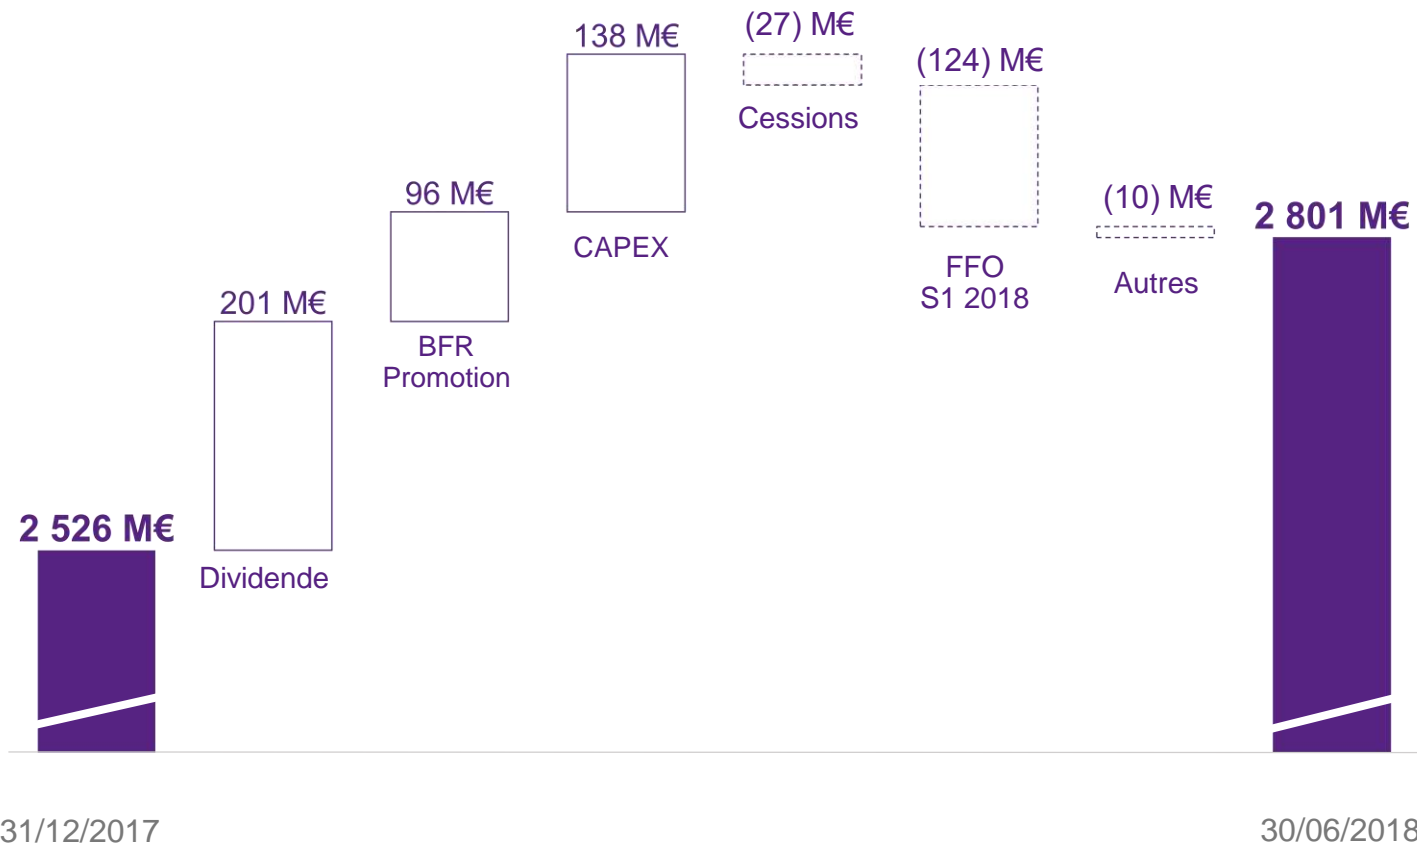 2 526 M€
201 M€
Dividende
96 M€
BFR
Promotion
138 M€
CAPEX
(27) M€
Cessions
(124) M€
FFO
S1 2018
(10) M€
Autres
2 801 M€
31/12/2017
30/06/2018